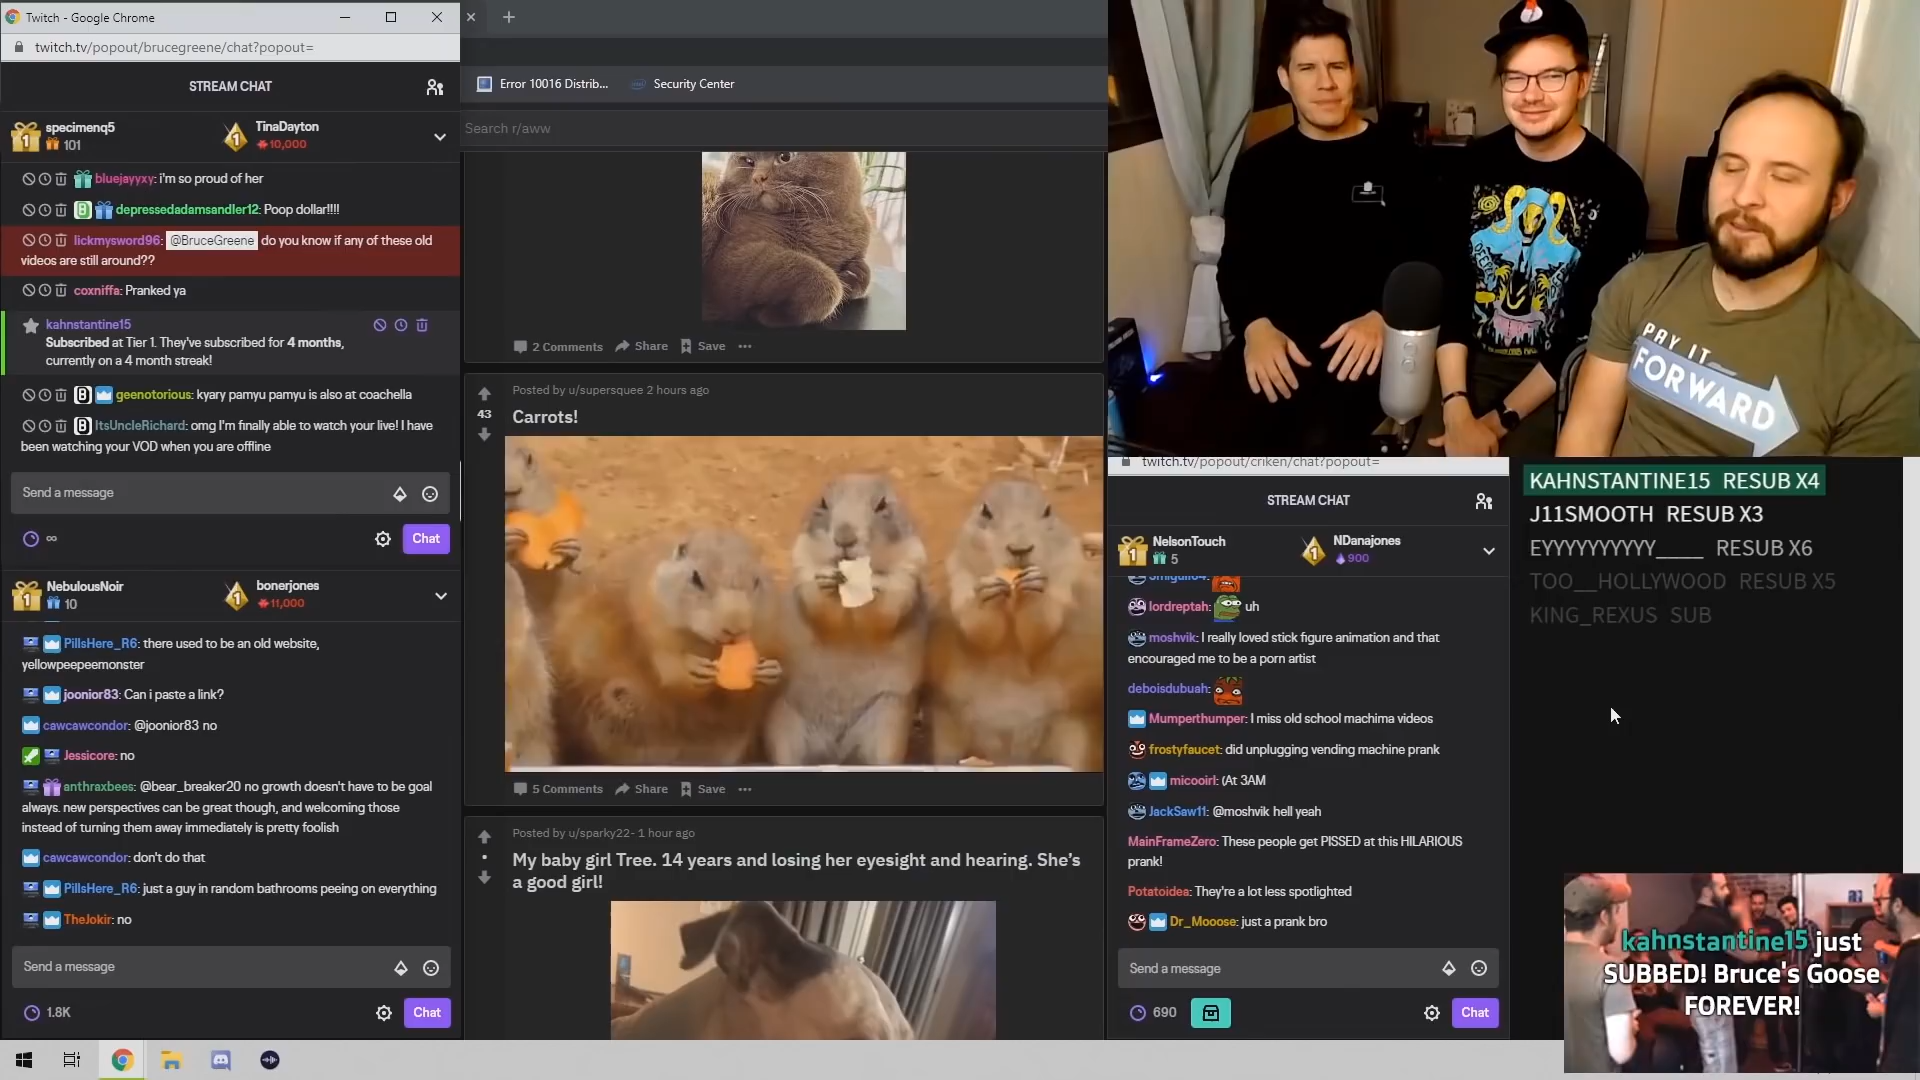 Twitch - Google Chrome
twitch.tv/popout/brucegreene/chat?popout=
STREAM CHAT
1 specimenq5
101
1 TinaDayton
10,000
bluejayyxy: i'm so proud of her
depressedadamsandler12: Poop dollar!!!!
lickmysword96: @BruceGreene do you know if any of these old
videos are still around??
coxniffa: Pranked ya
kahnstantine15
Subscribed at Tier 1. They've subscribed for 4 months,
currently on a 4 month streak!
geenotorious: kyary pamyu pamyu is also at coachella
ItsUncleRichard: omg I'm finally able to watch your live! I have
been watching your VOD when you are offline
Send a message
∞
Chat
1 NebulousNoir
10
1 bonerjones
11,000
PillsHere_R6: there used to be an old website,
yellowpeepeemonster
joonior83: Can i paste a link?
cawcawcondor: @joonior83 no
Jessicore: no
anthraxbees: @bear_breaker20 no growth doesn't have to be goal
always. new perspectives can be great though, and welcoming those
instead of turning them away immediately is pretty foolish
cawcawcondor: don't do that
PillsHere_R6: just a guy in random bathrooms peeing on everything
TheJokir: no
Send a message
1.8K
Chat
Error 10016 Distrib...
Security Center
Search r/aww
2 Comments Share Save
Posted by u/supersquee 2 hours ago
43
Carrots!
5 Comments Share Save
Posted by u/sparky22- 1 hour ago
My baby girl Tree. 14 years and losing her eyesight and hearing. She's
a good girl!
PAY IT
FORWARD
twitch.tv/popout/criken/chat?popout=
STREAM CHAT
1 NelsonTouch
5
1 NDanajones
900
lordreptah: uh
moshvik: I really loved stick figure animation and that
encouraged me to be a porn artist
deboisdubuah:
Mumperthumper: I miss old school machima videos
frostyfaucet: did unplugging vending machine prank
micooirl: (At 3AM
JackSaw11: @moshvik hell yeah
MainFrameZero: These people get PISSED at this HILARIOUS
prank!
Potatoidea: They're a lot less spotlighted
Dr_Mooose: just a prank bro
Send a message
690
Chat
KAHNSTANTINE15 RESUB X4
J11SMOOTH RESUB X3
EYYYYYYYYYY____ RESUB X6
TOO__HOLLYWOOD RESUB X5
KING_REXUS SUB
kahnstantine15 just
SUBBED! Bruce's Goose
FOREVER!